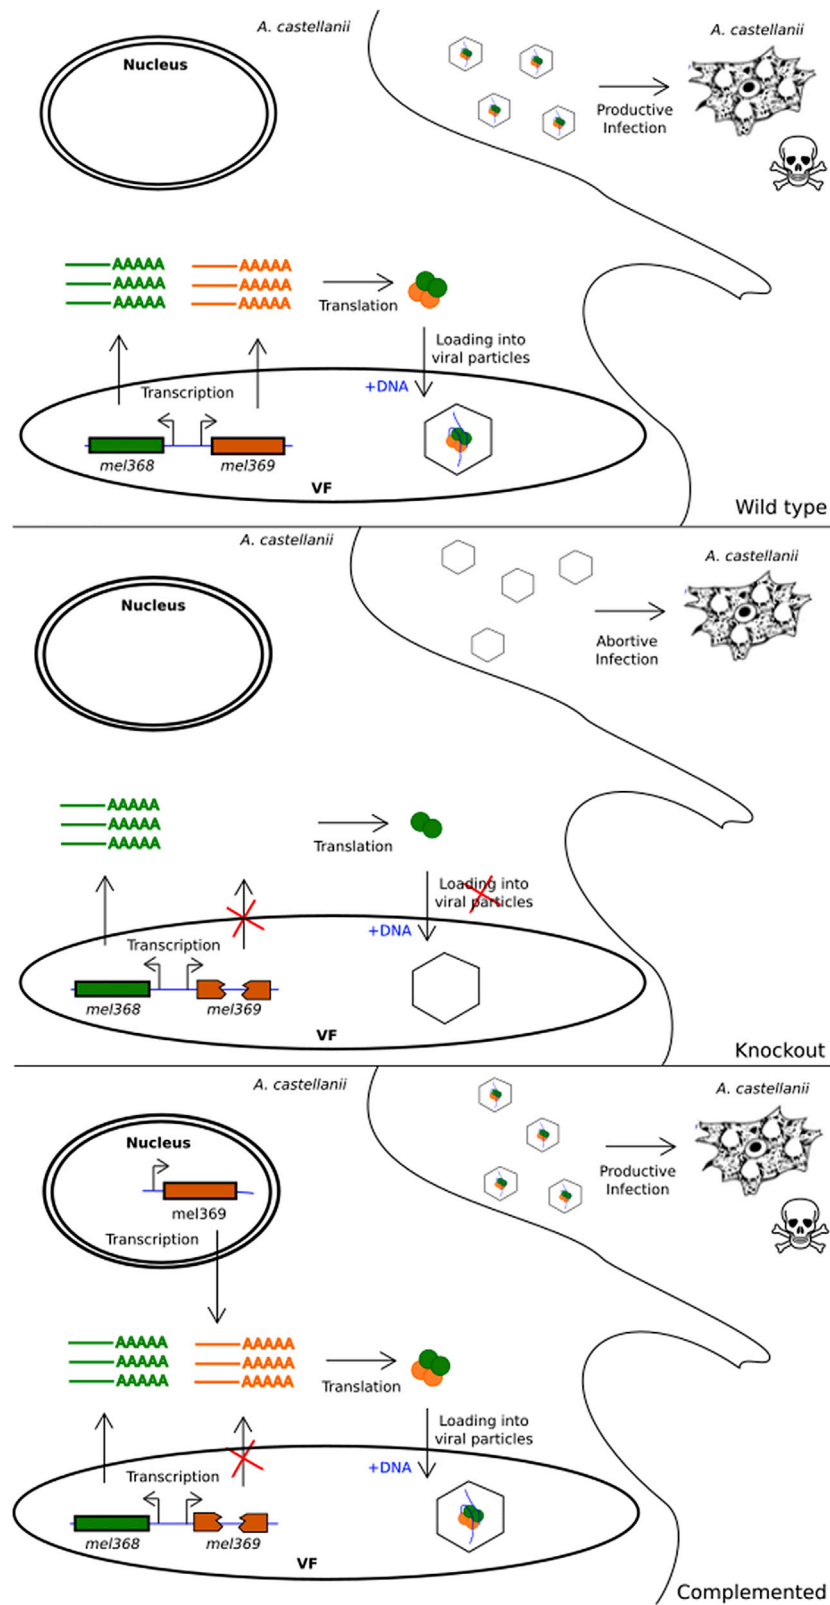 A. castellanii
A. castellanii
Nucleus
Productive
Infection
AAAAA AAAAA
AAAAA AAAAA
AAAAA AAAAA
Translation
Loading into
viral particles
+DNA
Transcription
mel368
mel369
VF
Wild type
A. castellanii
A. castellanii
Nucleus
Abortive
Infection
AAAAA
AAAAA
AAAAA
Translation
Loading into
viral particles
+DNA
Transcription
mel368
mel369
VF
Knockout
A. castellanii
A. castellanii
Nucleus
mel369
Transcription
Productive
Infection
AAAAA AAAAA
AAAAA AAAAA
AAAAA AAAAA
Translation
Loading into
viral particles
+DNA
Transcription
mel368
mel369
VF
Complemented